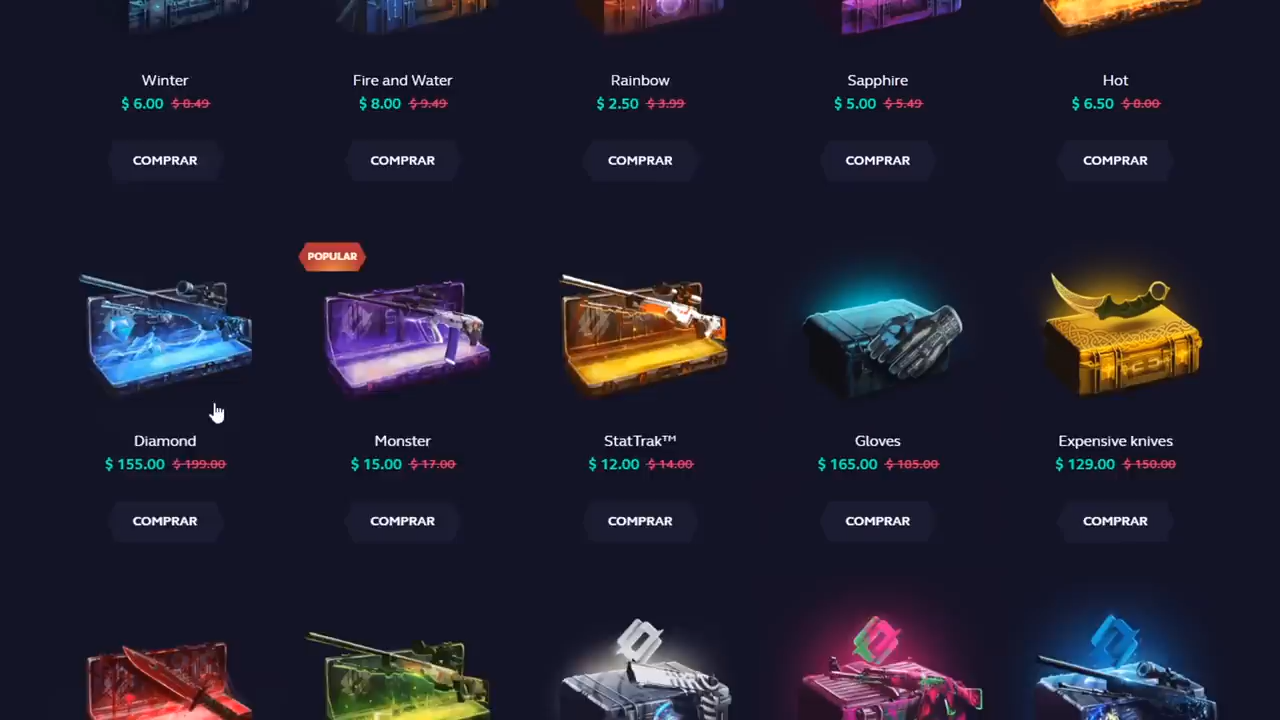 Winter
Fire and Water
Rainbow
Sapphire
Hot
$ 6.00 $ 8.49
$ 8.00 $ 9.49
$ 2.50 $ 3.99
$ 5.00 $ 5.49
$ 6.50 $ 8.00
COMPRAR
COMPRAR
COMPRAR
COMPRAR
COMPRAR
POPULAR
Diamond
Monster
StatTrak™
Gloves
Expensive knives
$ 155.00 $ 199.00
$ 15.00 $ 17.00
$ 12.00 $ 14.00
$ 165.00 $ 185.00
$ 129.00 $ 150.00
COMPRAR
COMPRAR
COMPRAR
COMPRAR
COMPRAR